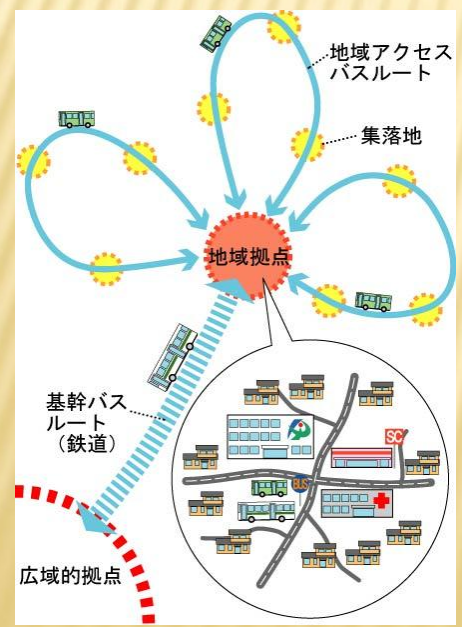 地域アクセス
バスルート
集落地
地域拠点
基幹バス
ルート
（鉄道）
SC
BUS
広域的拠点